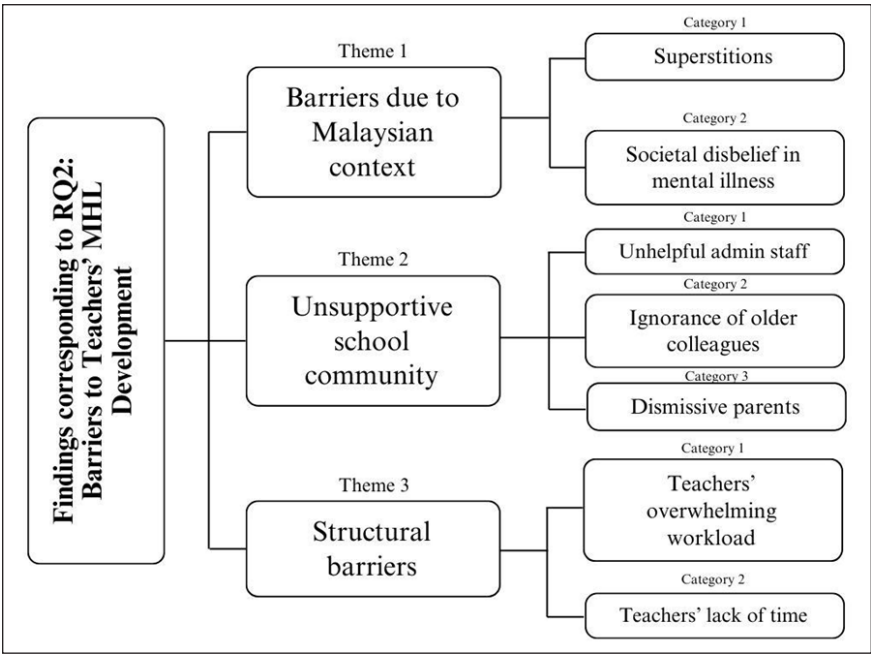 Findings corresponding to RQ2:
Barriers to Teachers’ MHL
Development
Theme 1
Barriers due to
Malaysian
context
Category 1
Superstitions
Category 2
Societal disbelief in
mental illness
Theme 2
Unsupportive
school
community
Category 1
Unhelpful admin staff
Category 2
Ignorance of older
colleagues
Category 3
Dismissive parents
Theme 3
Structural
barriers
Category 1
Teachers’
overwhelming
workload
Category 2
Teachers’ lack of time